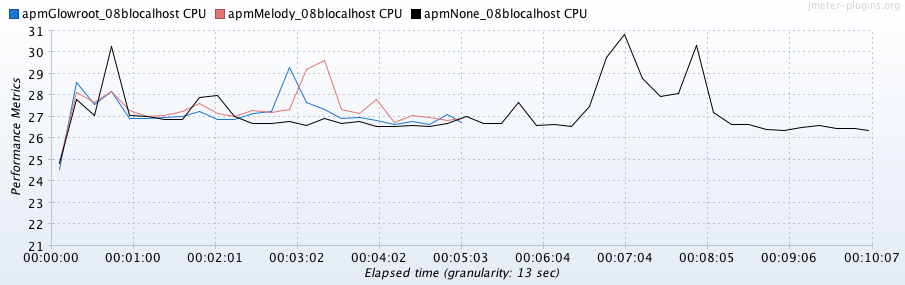 jmeter-plugins.org
apmGlowroot_08blocalhost CPU apmMelody_08blocalhost CPU apmNone_08blocalhost CPU
Performance Metrics
31
30
29
28
27
26
25
24
23
22
21
00:00:00 00:01:00 00:02:01 00:03:02 00:04:02 00:05:03 00:06:04 00:07:04 00:08:05 00:09:06 00:10:07
Elapsed time (granularity: 13 sec)